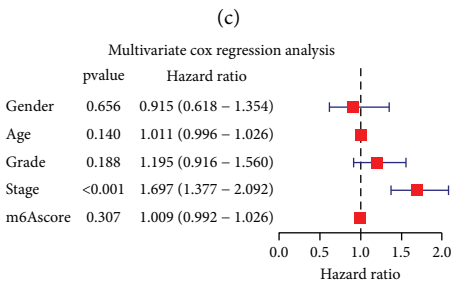 (c)
Multivariate cox regression analysis
pvalue Hazard ratio
Gender 0.656 0.915 (0.618 − 1.354)
Age 0.140 1.011 (0.996 − 1.026)
Grade 0.188 1.195 (0.916 − 1.560)
Stage <0.001 1.697 (1.377 − 2.092)
m6Ascore 0.307 1.009 (0.992 − 1.026)
0.0 0.5 1.0 1.5 2.0
Hazard ratio